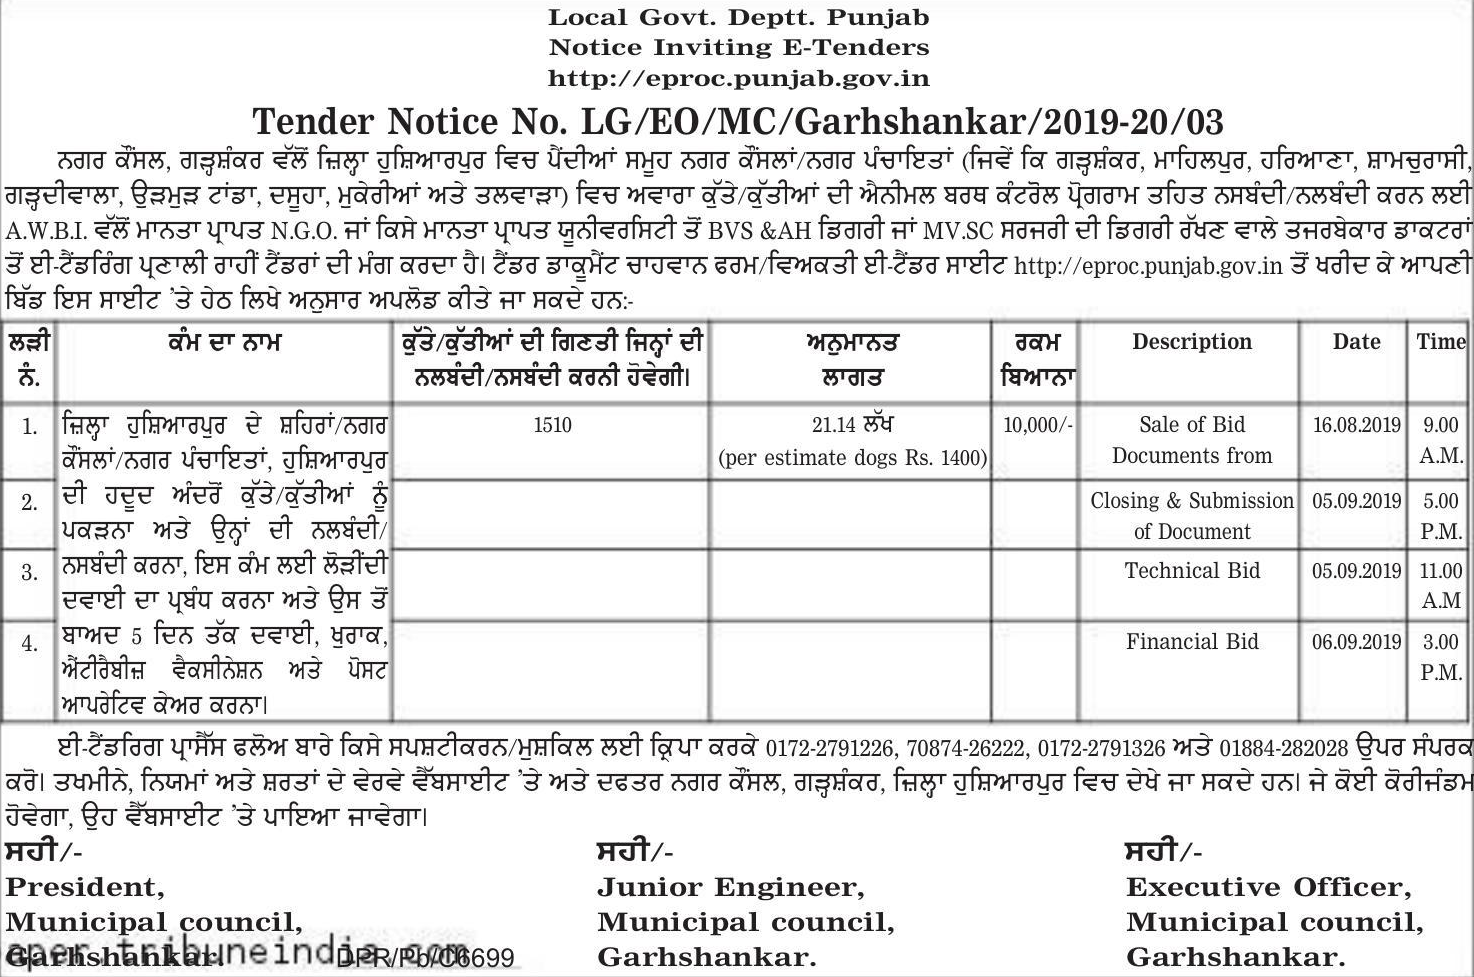 Local Govt. Deptt. Punjab
Notice Inviting E-Tenders
http://eproc.punjab.gov.in
Tender Notice No. LG/EO/MC/Garhshankar/2019-20/03
ਨਗਰ ਕੌਂਸਲ, ਗੜ੍ਹਸ਼ੰਕਰ ਵੱਲੋਂ ਜ਼ਿਲ੍ਹਾ ਹੁਸ਼ਿਆਰਪੁਰ ਵਿਚ ਪੈਂਦੀਆਂ ਸਮੂਹ ਨਗਰ ਕੌਂਸਲਾਂ/ਨਗਰ ਪੰਚਾਇਤਾਂ (ਜਿਵੇਂ ਕਿ ਗੜ੍ਹਸ਼ੰਕਰ, ਮਾਹਿਲਪੁਰ, ਹਰਿਆਣਾ, ਸ਼ਾਮਚੁਰਾਸੀ,
ਗੜ੍ਹਦੀਵਾਲਾ, ਉੜਮੁੜ ਟਾਂਡਾ, ਦਸੂਹਾ, ਮੁਕੇਰੀਆਂ ਅਤੇ ਤਲਵਾੜਾ) ਵਿਚ ਅਵਾਰਾ ਕੁੱਤੇ/ਕੁੱਤੀਆਂ ਦੀ ਐਨੀਮਲ ਬਰਥ ਕੰਟਰੋਲ ਪ੍ਰੋਗਰਾਮ ਤਹਿਤ ਨਸਬੰਦੀ/ਨਲਬੰਦੀ ਕਰਨ ਲਈ
A.W.B.I. ਵੱਲੋਂ ਮਾਨਤਾ ਪ੍ਰਾਪਤ N.G.O. ਜਾਂ ਕਿਸੇ ਮਾਨਤਾ ਪ੍ਰਾਪਤ ਯੂਨੀਵਰਸਿਟੀ ਤੋਂ BVS &AH ਡਿਗਰੀ ਜਾਂ MV.SC ਸਰਜਰੀ ਦੀ ਡਿਗਰੀ ਰੱਖਣ ਵਾਲੇ ਤਜਰਬੇਕਾਰ ਡਾਕਟਰਾਂ
ਤੋਂ ਈ-ਟੈਂਡਰਿੰਗ ਪ੍ਰਣਾਲੀ ਰਾਹੀਂ ਟੈਂਡਰਾਂ ਦੀ ਮੰਗ ਕਰਦਾ ਹੈ। ਟੈਂਡਰ ਡਾਕੂਮੈਂਟ ਚਾਹਵਾਨ ਫਰਮ/ਵਿਅਕਤੀ ਈ-ਟੈਂਡਰ ਸਾਈਟ http://eproc.punjab.gov.in ਤੋਂ ਖਰੀਦ ਕੇ ਆਪਣੀ
ਬਿੱਡ ਇਸ ਸਾਈਟ 'ਤੇ ਹੇਠ ਲਿਖੇ ਅਨੁਸਾਰ ਅਪਲੋਡ ਕੀਤੇ ਜਾ ਸਕਦੇ ਹਨ:-
ਲੜੀ ਕੰਮ ਦਾ ਨਾਮ ਕੁੱਤੇ/ਕੁੱਤੀਆਂ ਦੀ ਗਿਣਤੀ ਜਿਨ੍ਹਾਂ ਦੀ ਅਨੁਮਾਨਤ ਰਕਮ Description Date Time
ਨੰ. ਨਲਬੰਦੀ/ਨਸਬੰਦੀ ਕਰਨੀ ਹੋਵੇਗੀ। ਲਾਗਤ ਬਿਆਨਾ
1. ਜ਼ਿਲ੍ਹਾ ਹੁਸ਼ਿਆਰਪੁਰ ਦੇ ਸ਼ਹਿਰਾਂ/ਨਗਰ 1510 21.14 ਲੱਖ 10,000/- Sale of Bid 16.08.2019 9.00
ਕੌਂਸਲਾਂ/ਨਗਰ ਪੰਚਾਇਤਾਂ, ਹੁਸ਼ਿਆਰਪੁਰ (per estimate dogs Rs. 1400) Documents from A.M.
2. ਦੀ ਹਦੂਦ ਅੰਦਰੋਂ ਕੁੱਤੇ/ਕੁੱਤੀਆਂ ਨੂੰ Closing & Submission 05.09.2019 5.00
ਪਕੜਨਾ ਅਤੇ ਉਨ੍ਹਾਂ ਦੀ ਨਲਬੰਦੀ/ of Document P.M.
3. ਨਸਬੰਦੀ ਕਰਨਾ, ਇਸ ਕੰਮ ਲਈ ਲੋੜੀਂਦੀ Technical Bid 05.09.2019 11.00
ਦਵਾਈ ਦਾ ਪ੍ਰਬੰਧ ਕਰਨਾ ਅਤੇ ਉਸ ਤੋਂ A.M
4. ਬਾਅਦ 5 ਦਿਨ ਤੱਕ ਦਵਾਈ, ਖੁਰਾਕ, Financial Bid 06.09.2019 3.00
ਐਂਟੀਰੈਬੀਜ਼ ਵੈਕਸੀਨੇਸ਼ਨ ਅਤੇ ਪੋਸਟ P.M.
ਆਪਰੇਟਿਵ ਕੇਅਰ ਕਰਨਾ।
ਈ-ਟੈਂਡਰਿਗ ਪ੍ਰਾਸੈੱਸ ਫਲੋਅ ਬਾਰੇ ਕਿਸੇ ਸਪਸ਼ਟੀਕਰਨ/ਮੁਸ਼ਕਿਲ ਲਈ ਕ੍ਰਿਪਾ ਕਰਕੇ 0172-2791226, 70874-26222, 0172-2791326 ਅਤੇ 01884-282028 ਉਪਰ ਸੰਪਰਕ
ਕਰੋ। ਤਖਮੀਨੇ, ਨਿਯਮਾਂ ਅਤੇ ਸ਼ਰਤਾਂ ਦੇ ਵੇਰਵੇ ਵੈੱਬਸਾਈਟ 'ਤੇ ਅਤੇ ਦਫਤਰ ਨਗਰ ਕੌਂਸਲ, ਗੜ੍ਹਸ਼ੰਕਰ, ਜ਼ਿਲ੍ਹਾ ਹੁਸ਼ਿਆਰਪੁਰ ਵਿਚ ਦੇਖੇ ਜਾ ਸਕਦੇ ਹਨ। ਜੇ ਕੋਈ ਕੋਰੀਜੰਡਮ
ਹੋਵੇਗਾ, ਉਹ ਵੈੱਬਸਾਈਟ 'ਤੇ ਪਾਇਆ ਜਾਵੇਗਾ।
ਸਹੀ/- ਸਹੀ/- ਸਹੀ/-
President, Junior Engineer, Executive Officer,
Municipal council, Municipal council, Municipal council,
Garhshankar. Garhshankar. Garhshankar.
aper.tribuneindia.com
DPR/Pb/C6699